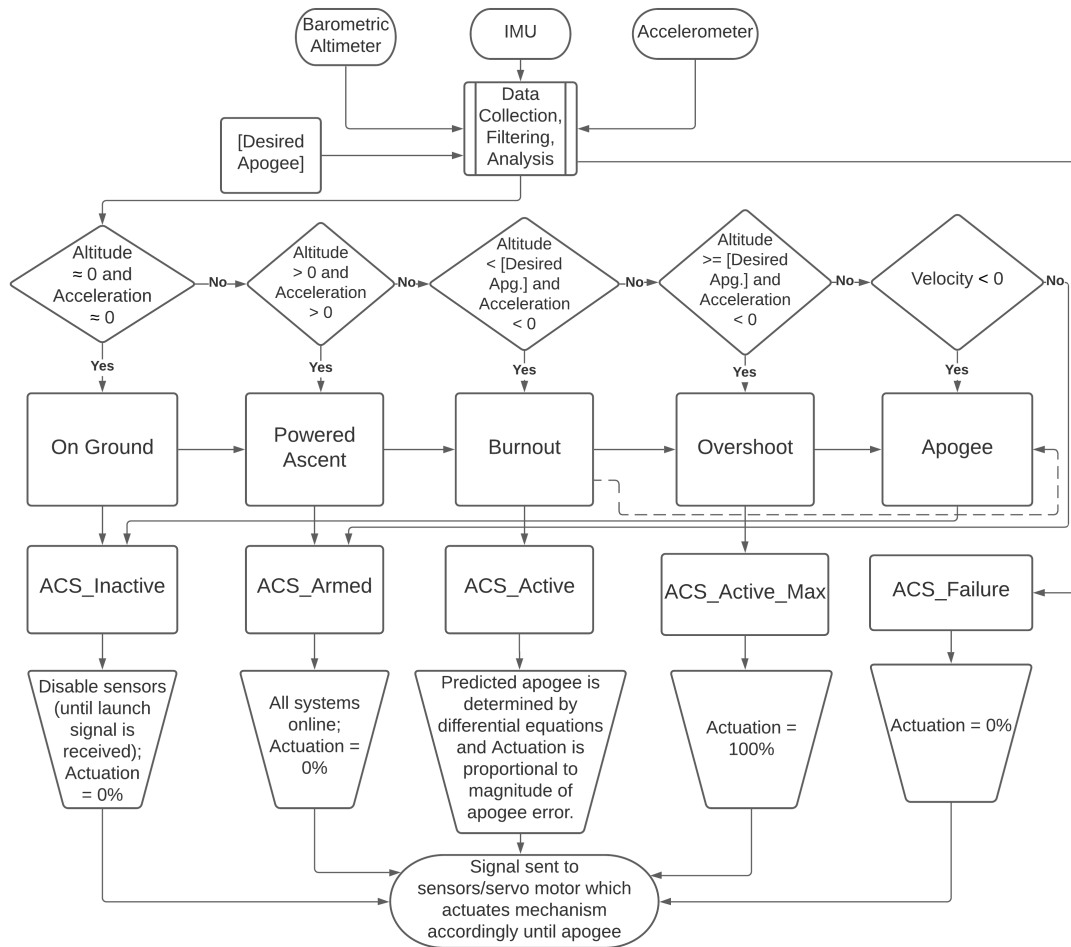 Barometric
Altimeter
IMU
Accelerometer
Data
Collection,
Filtering,
Analysis
[Desired
Apogee]
Altitude
≈ 0 and
Acceleration
≈ 0
No
Altitude
> 0 and
Acceleration
> 0
No
Altitude
< [Desired
Apg.] and
Acceleration
< 0
No
Altitude
>= [Desired
Apg.] and
Acceleration
< 0
No
Velocity < 0
No
Yes
Yes
Yes
Yes
Yes
On Ground
Powered
Ascent
Burnout
Overshoot
Apogee
ACS_Inactive
ACS_Armed
ACS_Active
ACS_Active_Max
ACS_Failure
Disable sensors
(until launch
signal is
received);
Actuation
= 0%
All systems
online;
Actuation =
0%
Predicted apogee is
determined by
differential equations
and Actuation is
proportional to
magnitude of
apogee error.
Actuation =
100%
Actuation = 0%
Signal sent to
sensors/servo motor which
actuates mechanism
accordingly until apogee